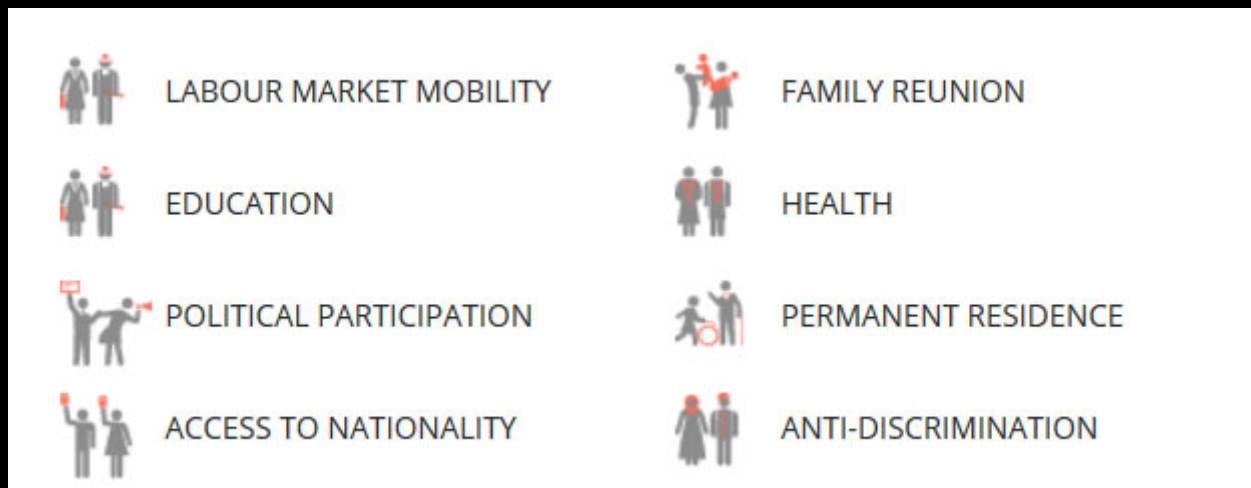 LABOUR MARKET MOBILITY
FAMILY REUNION
EDUCATION
HEALTH
POLITICAL PARTICIPATION
PERMANENT RESIDENCE
ACCESS TO NATIONALITY
ANTI-DISCRIMINATION